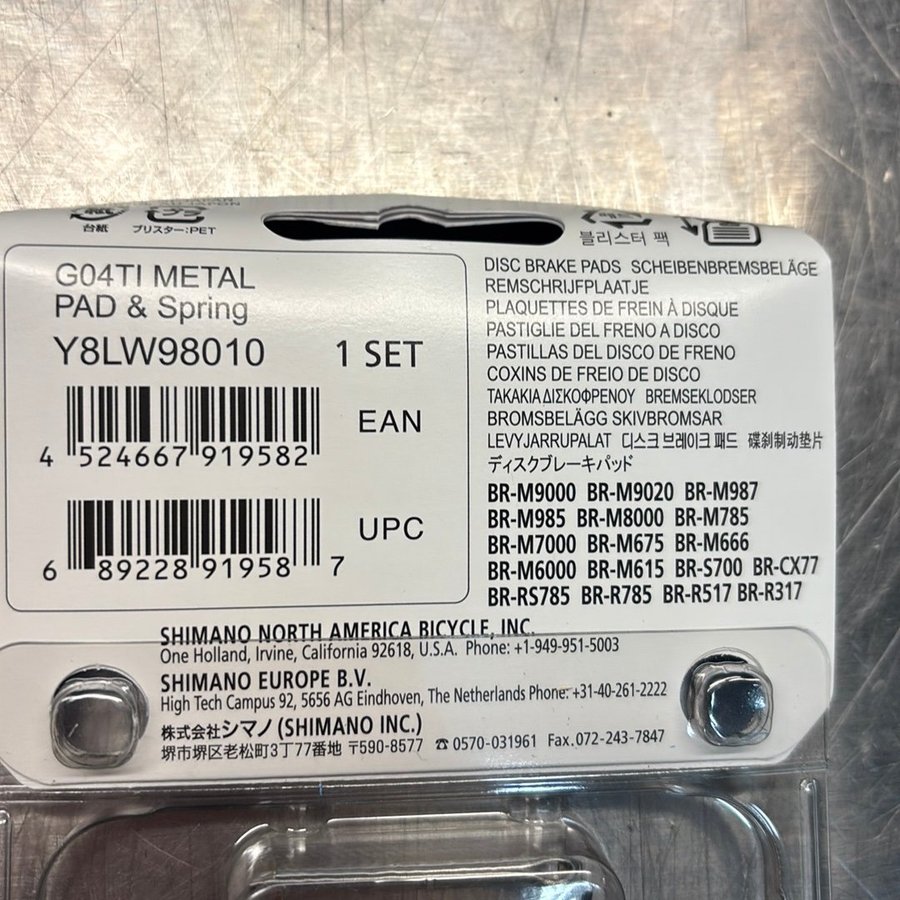 台紙 ブリスター:PET
블리스터 팩
G04TI METAL
PAD & Spring
Y8LW98010 1 SET
EAN
4 524667 919582
UPC
6 89228 91958 7
DISC BRAKE PADS SCHEIBENBREMSBELÄGE
REMSCHRIJFPLAATJE
PLAQUETTES DE FREIN À DISQUE
PASTIGLIE DEL FRENO A DISCO
PASTILLAS DEL DISCO DE FRENO
COXINS DE FREIO DE DISCO
ΤΑΚΑΚΙΑ ΔΙΣΚΟΦΡΕΝΟΥ BREMSEKLODSER
BROMSBELÄGG SKIVBROMSAR
LEVYJARRUPALAT 디스크 브레이크 패드 碟刹制动垫片
ディスクブレーキパッド
BR-M9000 BR-M9020 BR-M987
BR-M985 BR-M8000 BR-M785
BR-M7000 BR-M675 BR-M666
BR-M6000 BR-M615 BR-S700 BR-CX77
BR-RS785 BR-R785 BR-R517 BR-R317
SHIMANO NORTH AMERICA BICYCLE, INC.
One Holland, Irvine, California 92618, U.S.A. Phone: +1-949-951-5003
SHIMANO EUROPE B.V.
High Tech Campus 92, 5656 AG Eindhoven, The Netherlands Phone: +31-40-261-2222
株式会社シマノ (SHIMANO INC.)
堺市堺区老松町3丁77番地 〒590-8577 ☎0570-031961 Fax.072-243-7847